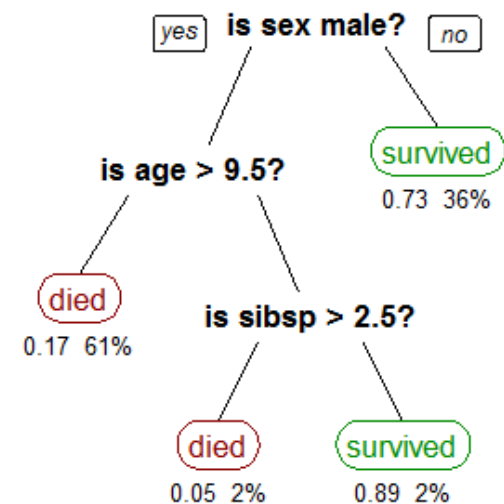 yes is sex male? no
survived
is age > 9.5?
0.73 36%
died
is sibsp > 2.5?
0.17 61%
died survived
0.05 2% 0.89 2%